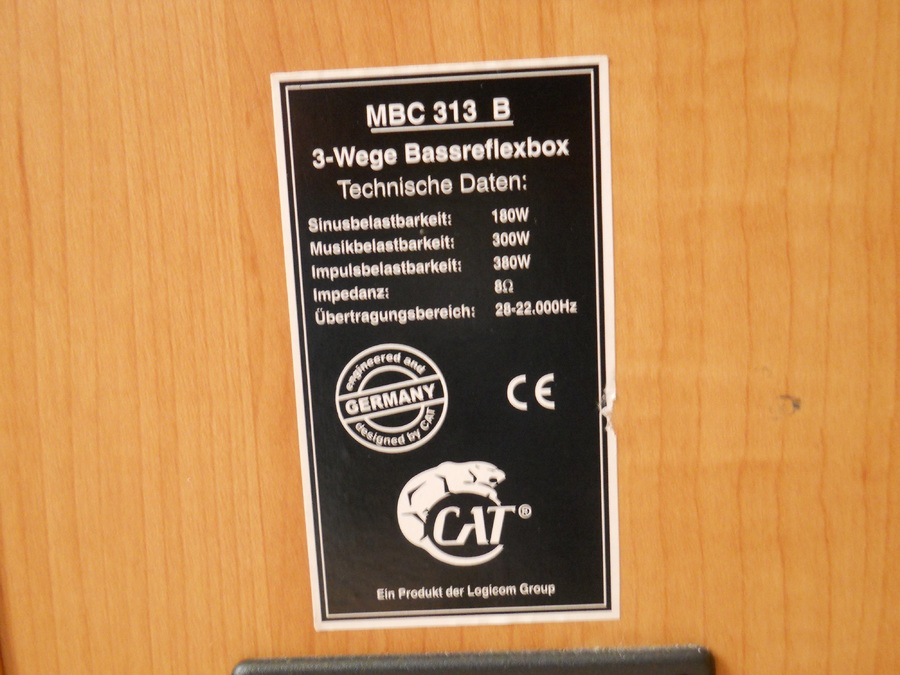 MBC 313 B
3-Wege Bassreflexbox
Technische Daten:
Sinusbelastbarkeit: 180W
Musikbelastbarkeit: 300W
Impulsbelastbarkeit: 380W
Impedanz: 8Ω
Übertragungsbereich: 28-22.000Hz
engineered and
GERMANY
designed by CAT
CE
CAT®
Ein Produkt der Logicom Group